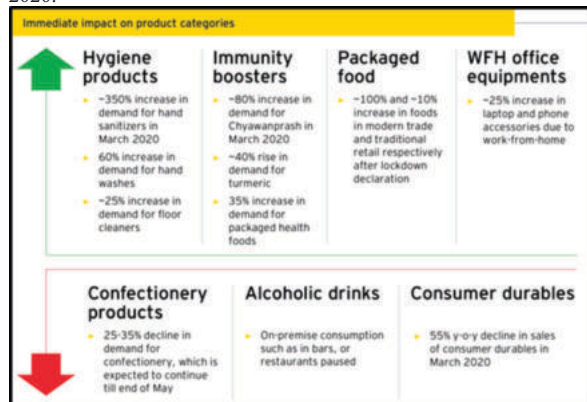 2020.
Immediate impact on product categories
Hygiene
products
~350% increase in
demand for hand
sanitizers in
March 2020
60% increase in
demand for hand
washes
~25% increase in
demand for floor
cleaners
Immunity
boosters
~80% increase in
demand for
Chyawanprash in
March 2020
~40% rise in
demand for
turmeric
35% increase in
demand for
packaged health
foods
Packaged
food
~100% and ~10%
increase in foods
in modern trade
and traditional
retail respectively
after lockdown
declaration
WFH office
equipments
~25% increase in
laptop and phone
accessories due to
work-from-home
Confectionery
products
25-35% decline in
demand for
confectionery, which is
expected to continue
till end of May
Alcoholic drinks
On-premise consumption
such as in bars, or
restaurants paused
Consumer durables
55% y-o-y decline in sales
of consumer durables in
March 2020